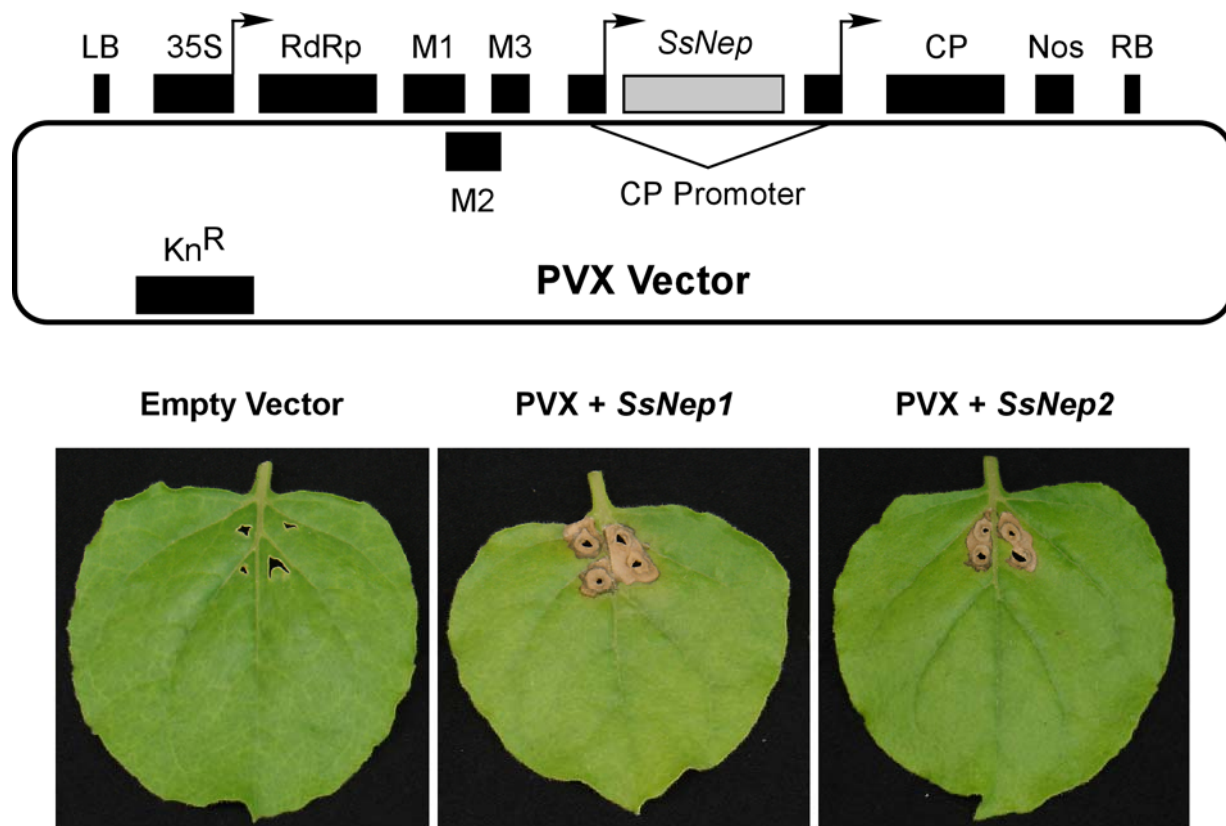 LB 35S RdRp M1 M3 SsNep CP Nos RB
M2 CP Promoter
Kn^R
PVX Vector
Empty Vector PVX + SsNep1 PVX + SsNep2